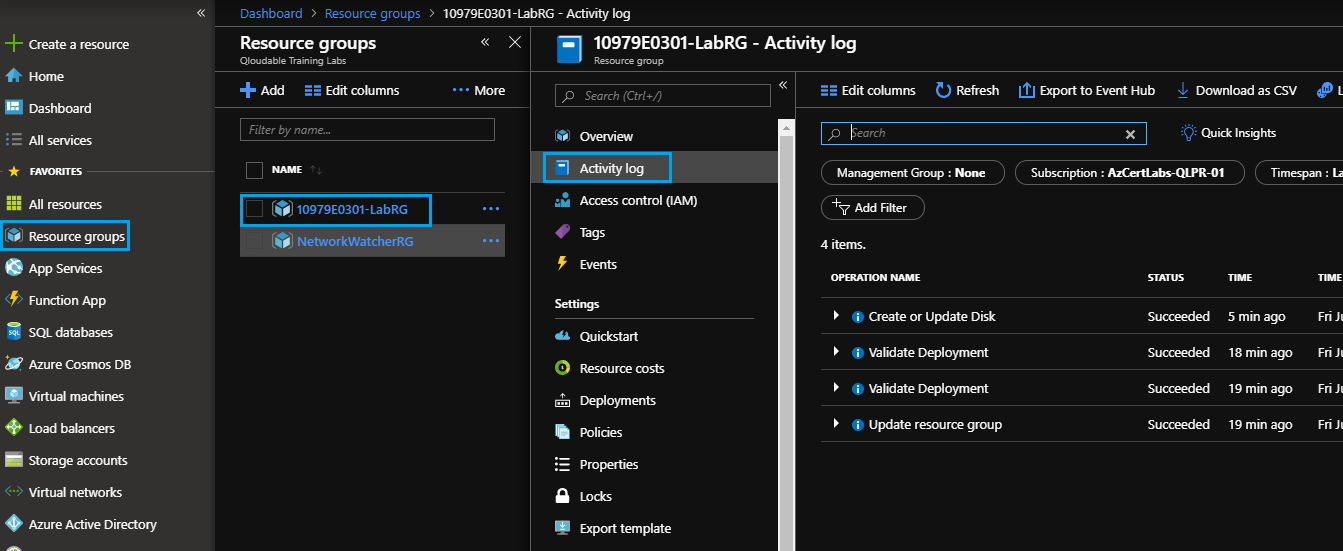 «
Create a resource
Home
Dashboard
All services
FAVORITES
All resources
Resource groups
App Services
Function App
SQL databases
Azure Cosmos DB
Virtual machines
Load balancers
Storage accounts
Virtual networks
Azure Active Directory
Dashboard > Resource groups > 10979E0301-LabRG - Activity log
Resource groups
Qloudable Training Labs
Add
Edit columns
More
Filter by name...
NAME
10979E0301-LabRG
NetworkWatcherRG
10979E0301-LabRG - Activity log
Resource group
Search (Ctrl+/)
Overview
Activity log
Access control (IAM)
Tags
Events
Settings
Quickstart
Resource costs
Deployments
Policies
Properties
Locks
Export template
Edit columns
Refresh
Export to Event Hub
Download as CSV
L
Search
Quick Insights
Management Group : None
Subscription : AzCertLabs-QLPR-01
Timespan : La
Add Filter
4 items.
OPERATION NAME STATUS TIME TIME
Create or Update Disk Succeeded 5 min ago Fri Ju
Validate Deployment Succeeded 18 min ago Fri Ju
Validate Deployment Succeeded 19 min ago Fri Ju
Update resource group Succeeded 19 min ago Fri Ju